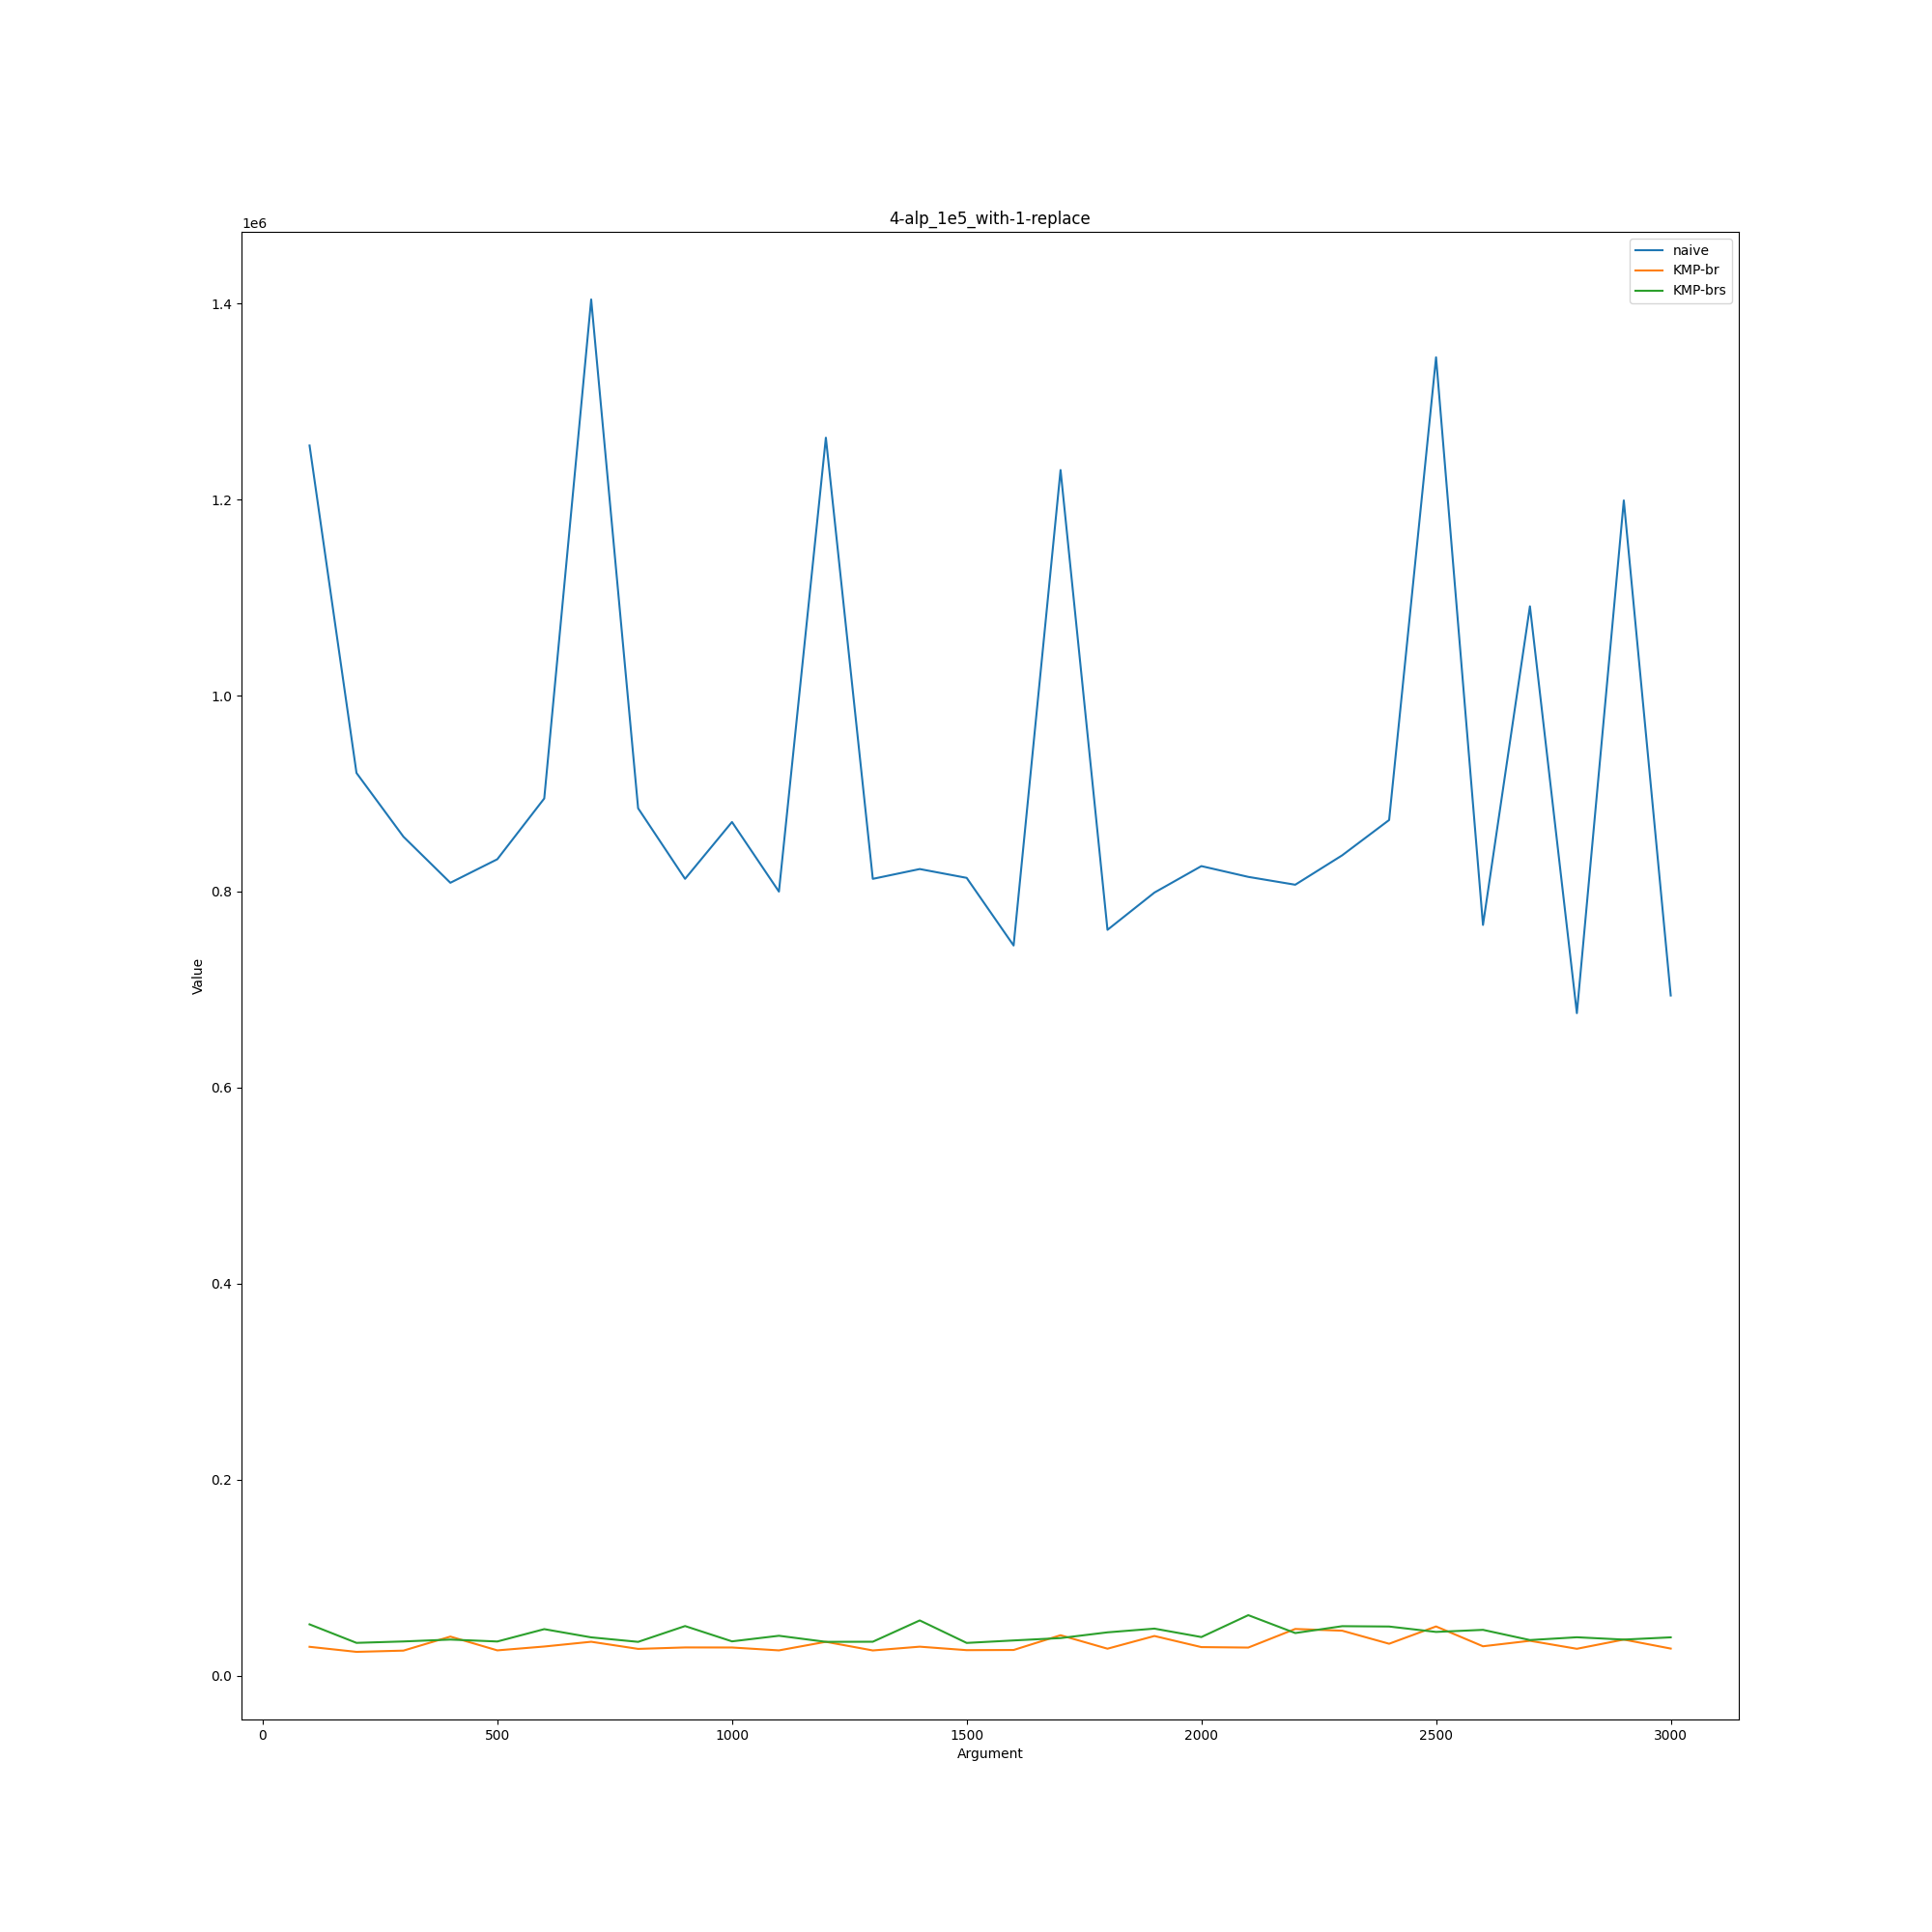 4-alp_1e5_with-1-replace
1e6
naive
KMP-br
KMP-brs
1.4
1.2
1.0
0.8
0.6
0.4
0.2
0.0
Value
0 500 1000 1500 2000 2500 3000
Argument